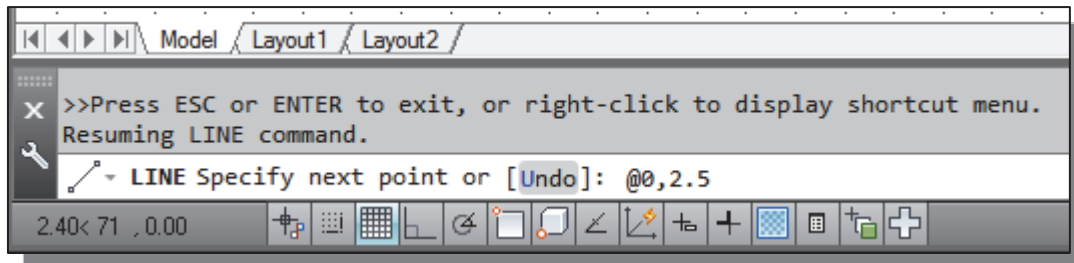 Model Layout1 Layout2
>>Press ESC or ENTER to exit, or right-click to display shortcut menu.
Resuming LINE command.
LINE Specify next point or [Undo]: @0,2.5
2.40< 71 , 0.00